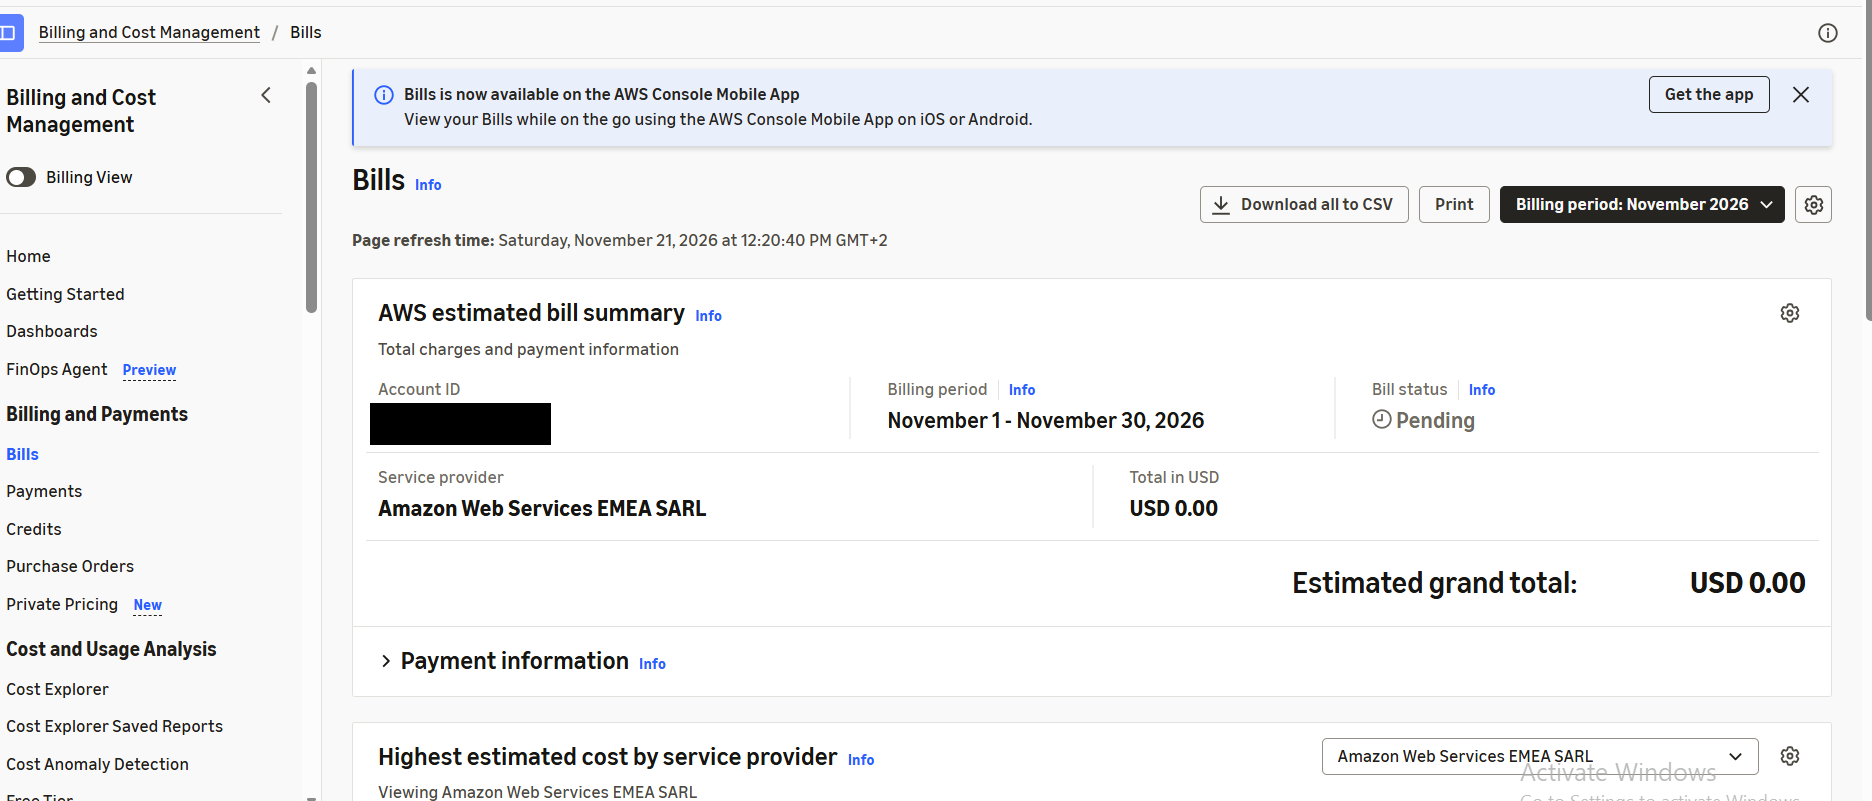 Billing and Cost Management / Bills
Bills is now available on the AWS Console Mobile App
View your Bills while on the go using the AWS Console Mobile App on iOS or Android.
Get the app
Billing and Cost
Management
Billing View
Home
Getting Started
Dashboards
FinOps Agent Preview
Billing and Payments
Bills
Payments
Credits
Purchase Orders
Private Pricing New
Cost and Usage Analysis
Cost Explorer
Cost Explorer Saved Reports
Cost Anomaly Detection
Free Tier
Bills Info
Download all to CSV
Print
Billing period: November 2026
Page refresh time: Saturday, November 21, 2026 at 12:20:40 PM GMT+2
AWS estimated bill summary Info
Total charges and payment information
Account ID
Billing period Info
November 1 - November 30, 2026
Bill status Info
Pending
Service provider
Amazon Web Services EMEA SARL
Total in USD
USD 0.00
Estimated grand total: USD 0.00
Payment information Info
Highest estimated cost by service provider Info
Amazon Web Services EMEA SARL
Viewing Amazon Web Services EMEA SARL
Activate Windows
Go to Settings to activate Windows.